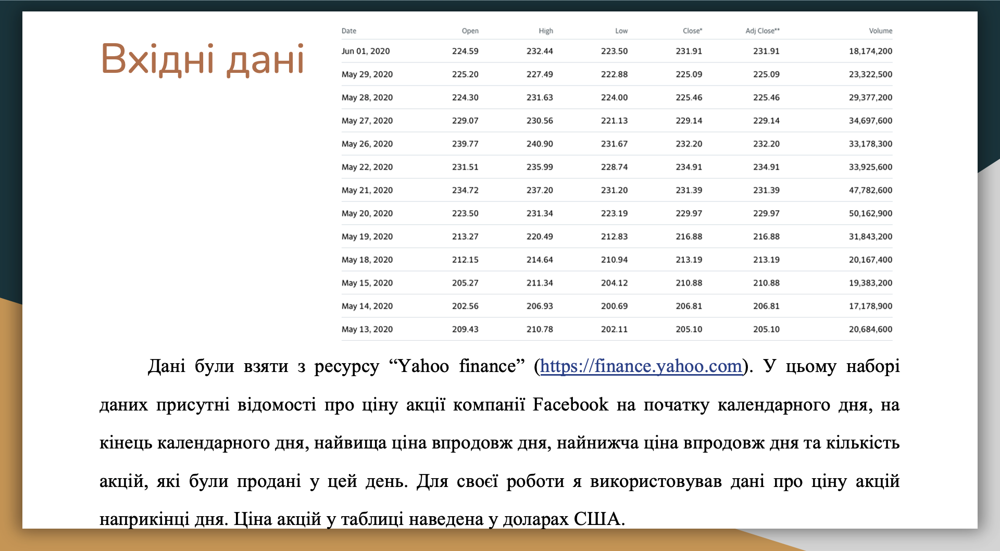 Вхідні дані
Date Open High Low Close* Adj Close** Volume
Jun 01, 2020 224.59 232.44 223.50 231.91 231.91 18,174,200
May 29, 2020 225.20 227.49 222.88 225.09 225.09 23,322,500
May 28, 2020 224.30 231.63 224.00 225.46 225.46 29,377,200
May 27, 2020 229.07 230.56 221.13 229.14 229.14 34,697,600
May 26, 2020 239.77 240.90 231.67 232.20 232.20 33,178,300
May 22, 2020 231.51 235.99 228.74 234.91 234.91 33,925,600
May 21, 2020 234.72 237.20 231.20 231.39 231.39 47,782,600
May 20, 2020 223.50 231.34 223.19 229.97 229.97 50,162,900
May 19, 2020 213.27 220.49 212.83 216.88 216.88 31,843,200
May 18, 2020 212.15 214.64 210.94 213.19 213.19 20,167,400
May 15, 2020 205.27 211.34 204.12 210.88 210.88 19,383,200
May 14, 2020 202.56 206.93 200.69 206.81 206.81 17,178,900
May 13, 2020 209.43 210.78 202.11 205.10 205.10 20,684,600
Дані були взяти з ресурсу “Yahoo finance” (https://finance.yahoo.com). У цьому наборі
даних присутні відомості про ціну акції компанії Facebook на початку календарного дня, на
кінець календарного дня, найвища ціна впродовж дня, найнижча ціна впродовж дня та кількість
акцій, які були продані у цей день. Для своєї роботи я використовував дані про ціну акцій
наприкінці дня. Ціна акцій у таблиці наведена у доларах США.